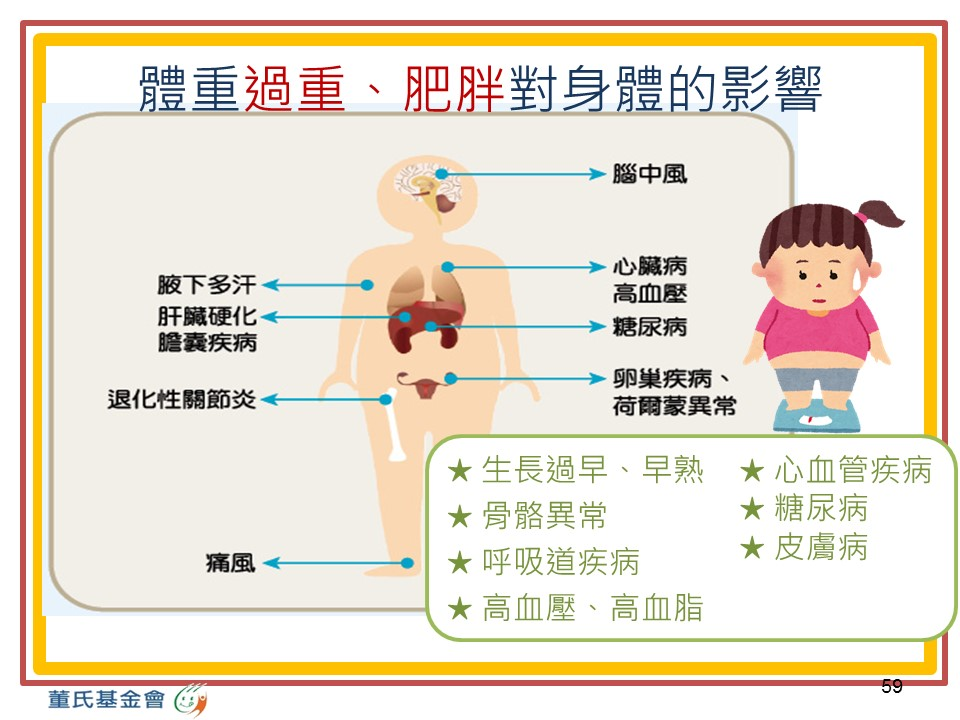 體重過重、肥胖對身體的影響
腦中風
心臟病
高血壓
糖尿病
卵巢疾病、
荷爾蒙異常
腋下多汗
肝臟硬化
膽囊疾病
退化性關節炎
痛風
★ 生長過早、早熟
★ 骨骼異常
★ 呼吸道疾病
★ 高血壓、高血脂
★ 心血管疾病
★ 糖尿病
★ 皮膚病
董氏基金會
59